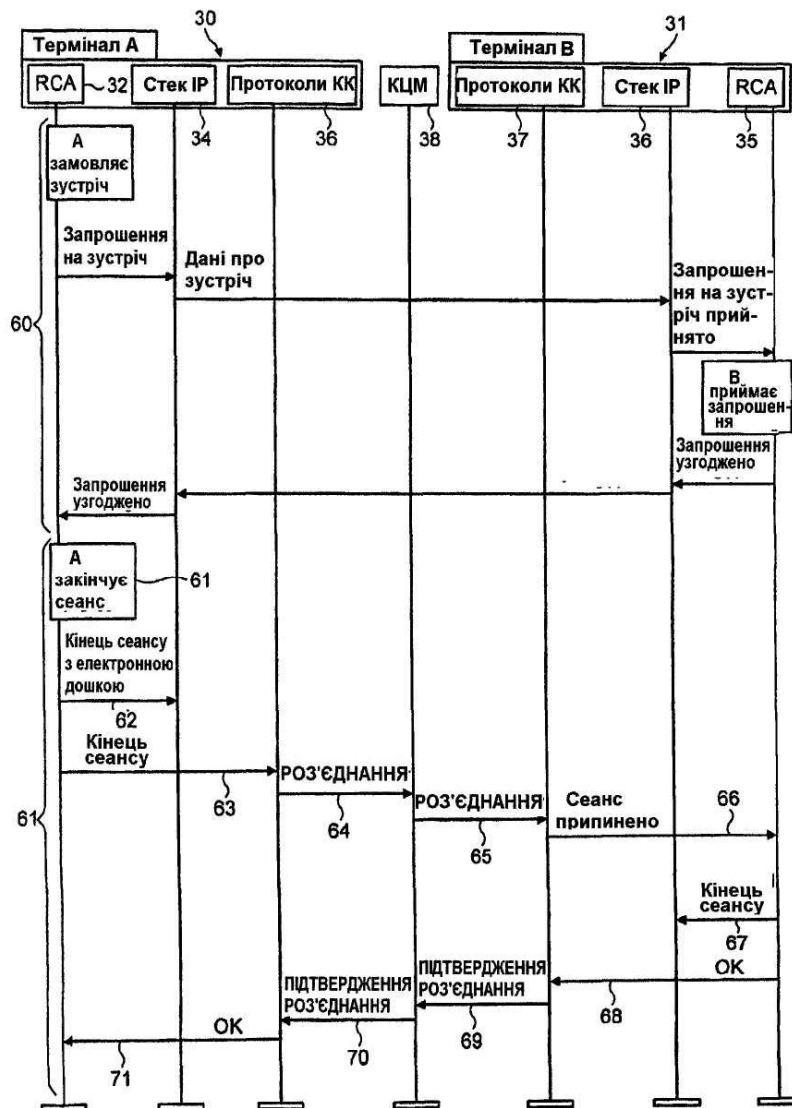 30
31
Термінал А
Термінал В
RCA
32
Стек IP
Протоколи КК
КЦМ
Протоколи КК
Стек IP
RCA
34
36
38
37
36
35
А
замовляє
зустріч
Запрошення
на зустріч
Дані про
зустріч
Запрошен-
ня на зуст-
річ прий-
нято
60
В
приймає
запрошен-
ня
Запрошення
узгоджено
Запрошення
узгоджено
А
закінчує
сеанс
61
Кінець сеансу
з електронною
дошкою
62
Кінець
сеансу
63
РОЗ'ЄДНАННЯ
64
РОЗ'ЄДНАННЯ
65
Сеанс
припинено
66
61
Кінець
сеансу
67
OK
68
ПІДТВЕРДЖЕННЯ
РОЗ'ЄДНАННЯ
69
ПІДТВЕРДЖЕННЯ
РОЗ'ЄДНАННЯ
70
OK
71